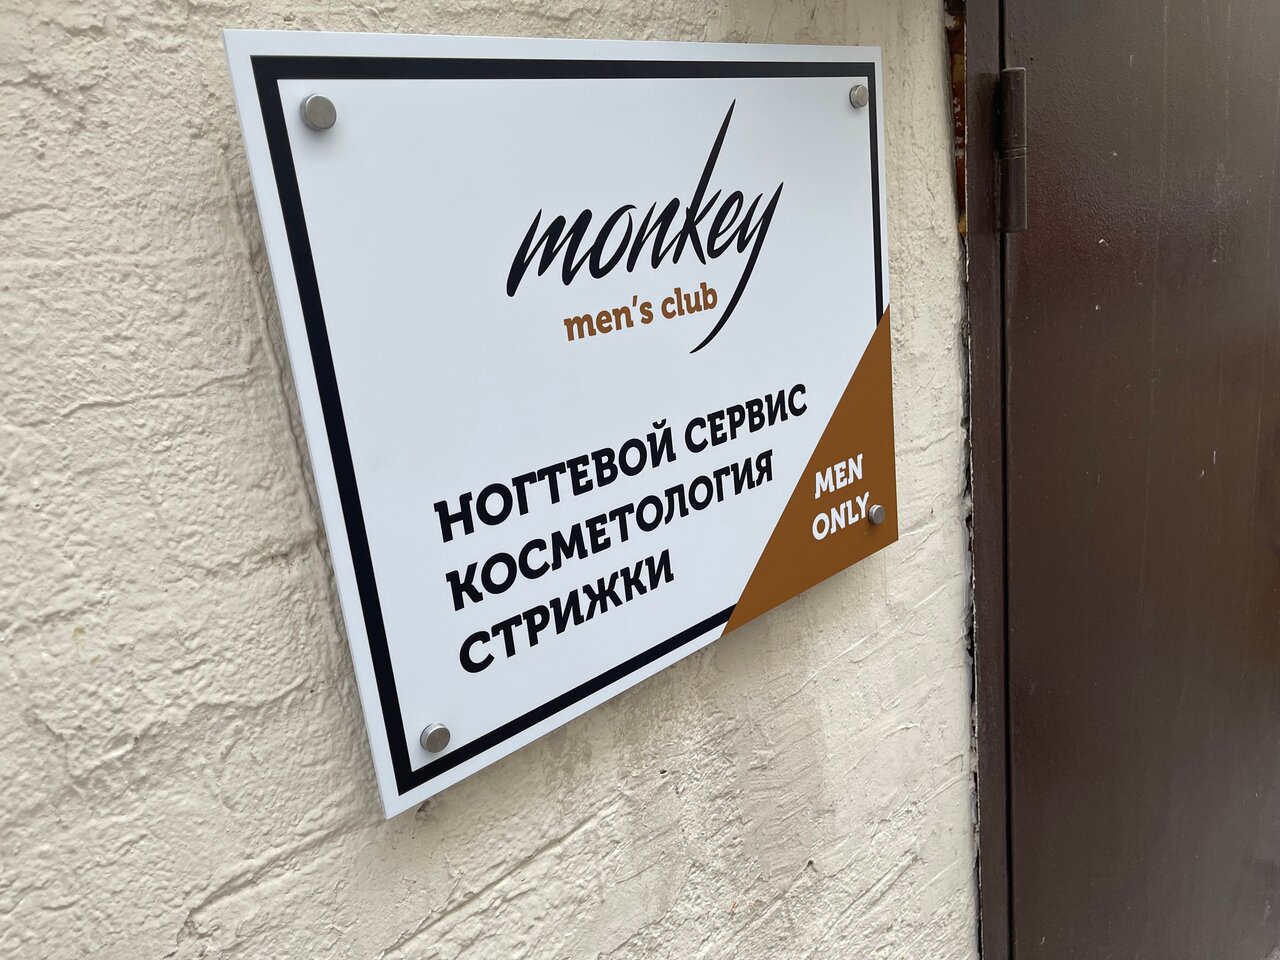 monkey
men's club
НОГТЕВОЙ СЕРВИС
КОСМЕТОЛОГИЯ
СТРИЖКИ
MEN
ONLY